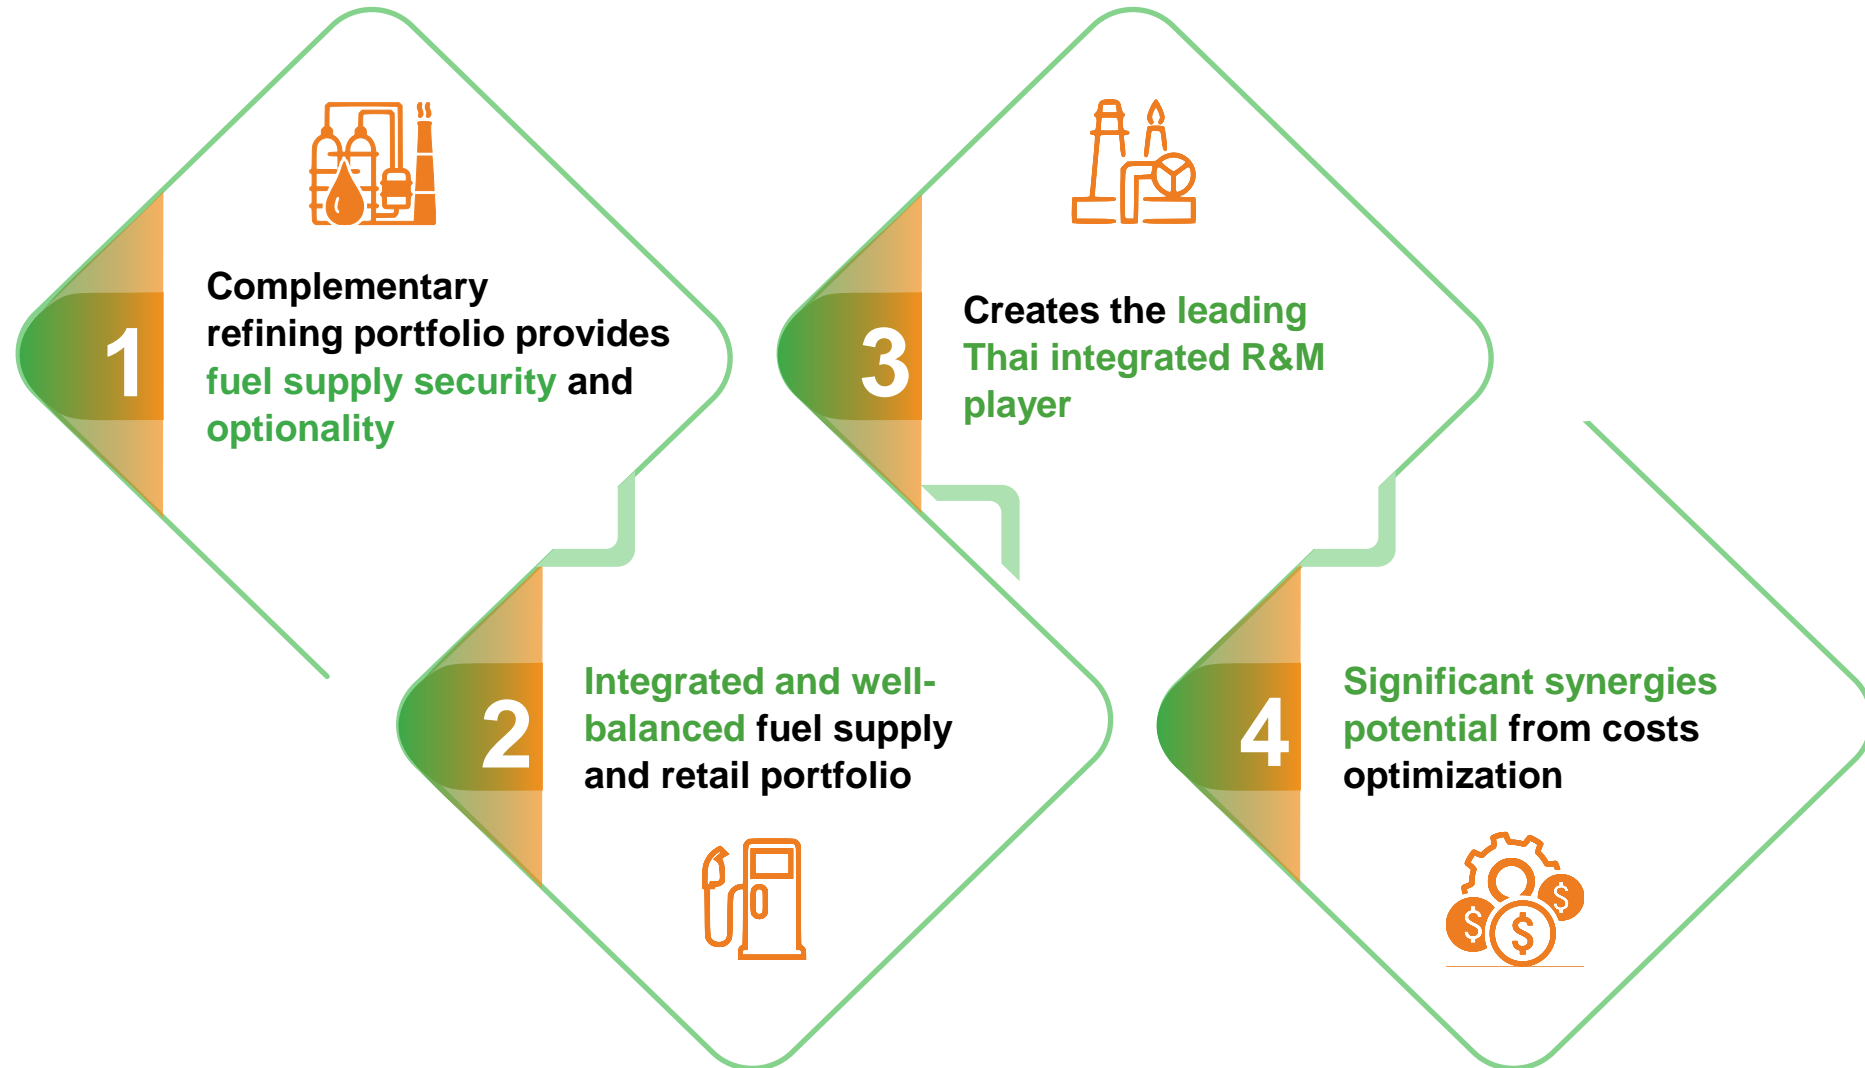 1
Complementary
refining portfolio provides
fuel supply security and
optionality
2
Integrated and well-
balanced fuel supply
and retail portfolio
3
Creates the leading
Thai integrated R&M
player
4
Significant synergies
potential from costs
optimization
$ $ $